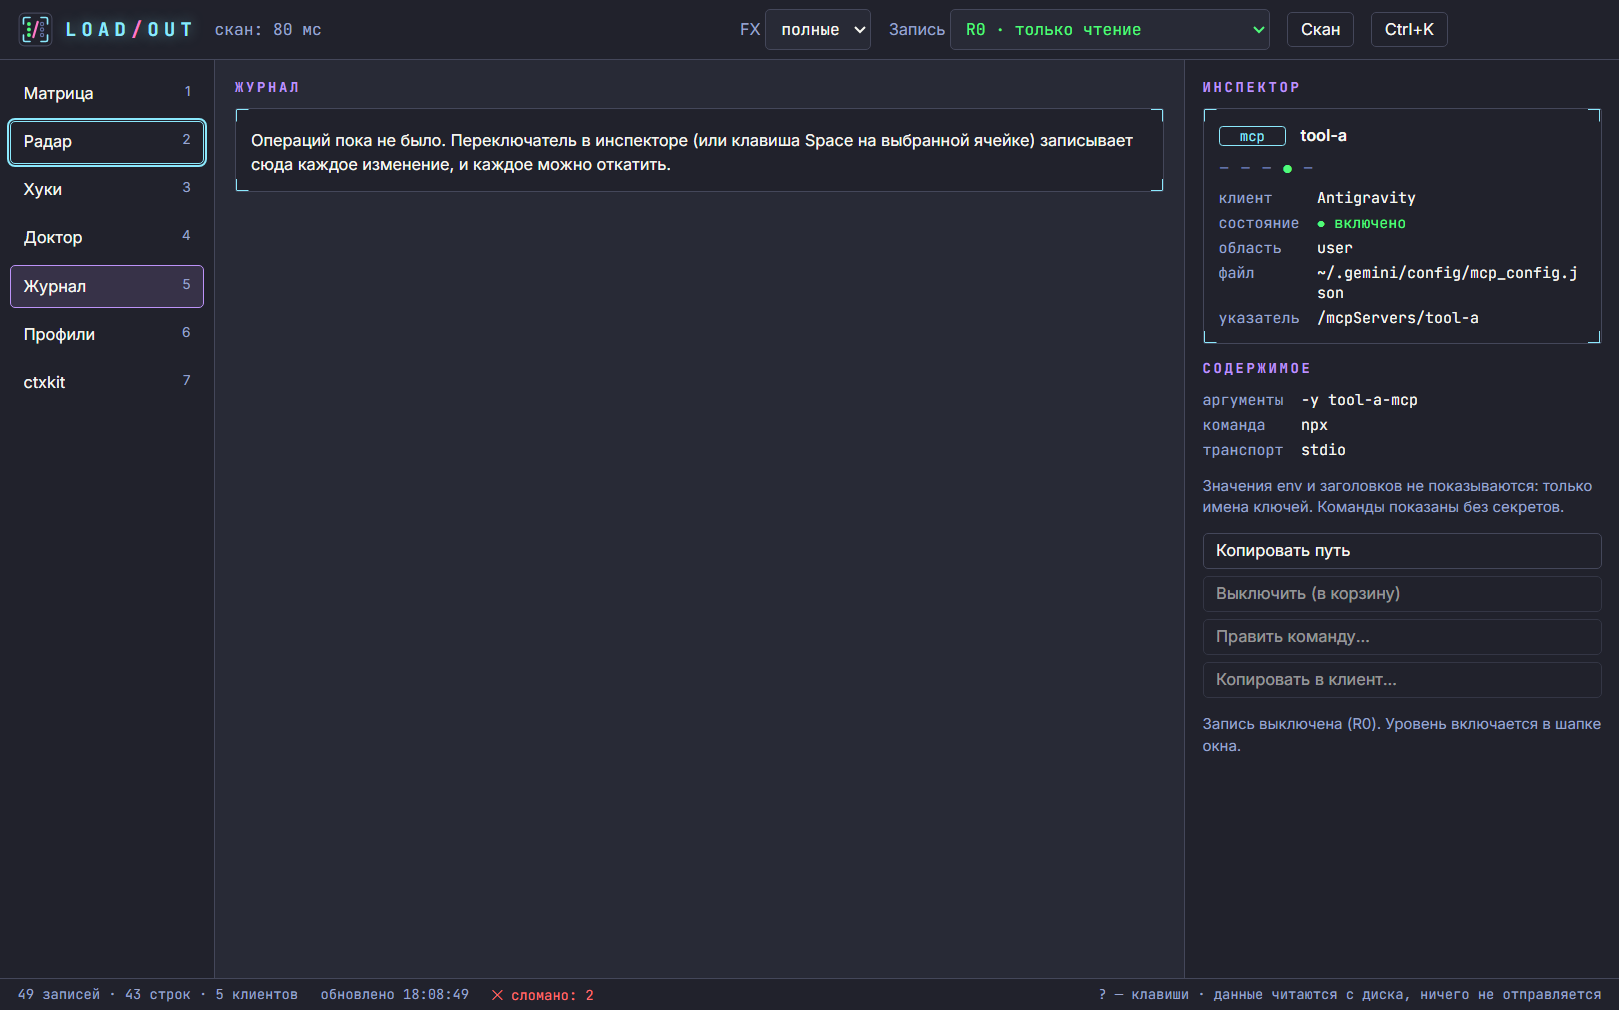 LOAD/OUT
скан: 80 мс
FX
полные
Запись
R0 · только чтение
Скан
Ctrl+K
Матрица 1
Радар 2
Хуки 3
Доктор 4
Журнал 5
Профили 6
ctxkit 7
ЖУРНАЛ
Операций пока не было. Переключатель в инспекторе (или клавиша Space на выбранной ячейке) записывает
сюда каждое изменение, и каждое можно откатить.
ИНСПЕКТОР
mcp tool-a
— — — ● —
клиент Antigravity
состояние ● включено
область user
файл ~/.gemini/config/mcp_config.j
son
указатель /mcpServers/tool-a
СОДЕРЖИМОЕ
аргументы -y tool-a-mcp
команда npx
транспорт stdio
Значения env и заголовков не показываются: только
имена ключей. Команды показаны без секретов.
Копировать путь
Выключить (в корзину)
Править команду…
Копировать в клиент…
Запись выключена (R0). Уровень включается в шапке
окна.
49 записей · 43 строк · 5 клиентов
обновлено 18:08:49
✕ сломано: 2
? — клавиши · данные читаются с диска, ничего не отправляется